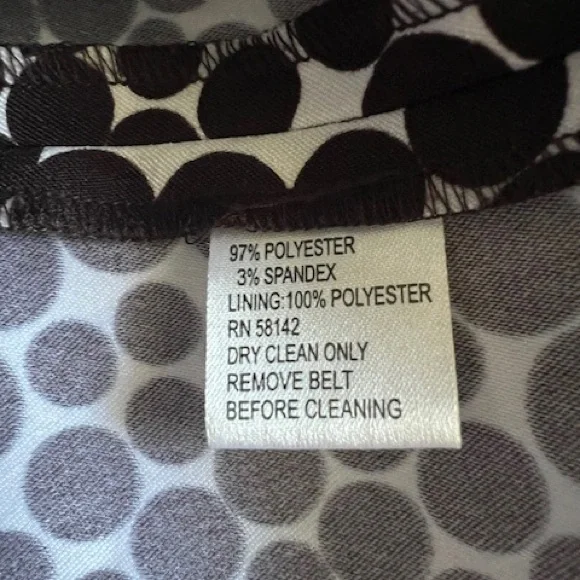 97% POLYESTER
3% SPANDEX
LINING:100% POLYESTER
RN 58142
DRY CLEAN ONLY
REMOVE BELT
BEFORE CLEANING